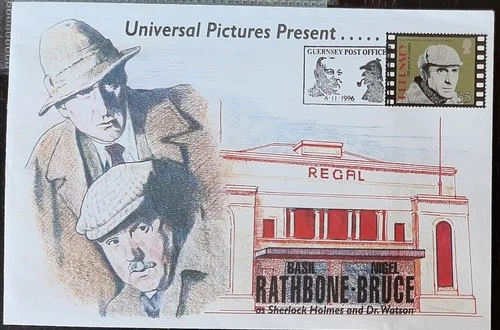 Universal Pictures Present . . . . .
GUERNSEY POST OFFICE
6-11-1996
GUERNSEY
35
REGAL
BASIL NIGEL
RATHBONE·BRUCE
as Sherlock Holmes and Dr. Watson